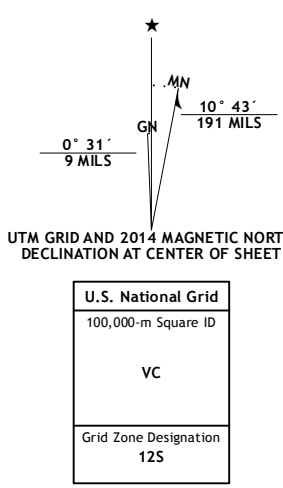 MN
10° 43´
191 MILS
GN
0° 31´
9 MILS
UTM GRID AND 2014 MAGNETIC NORT
DECLINATION AT CENTER OF SHEET
U.S. National Grid
100,000-m Square ID
VC
Grid Zone Designation
12S